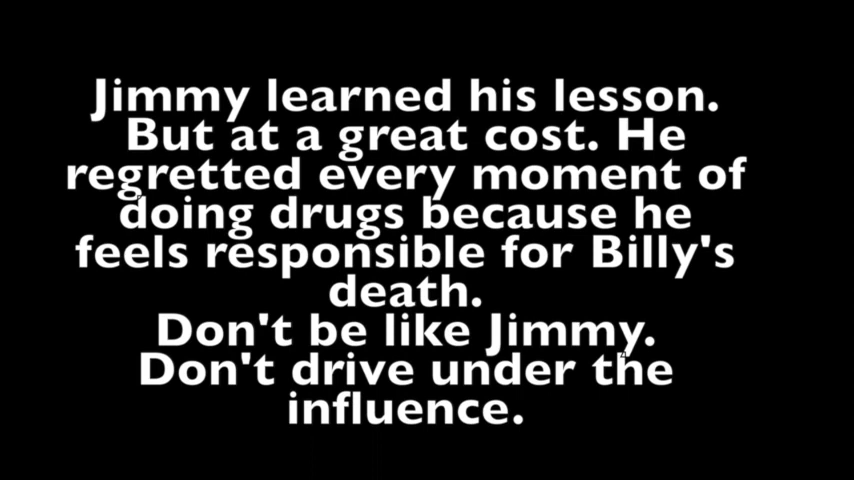 Jimmy learned his lesson.
But at a great cost. He
regretted every moment of
doing drugs because he
feels responsible for Billy's
death.
Don't be like Jimmy.
Don't drive under the
influence.